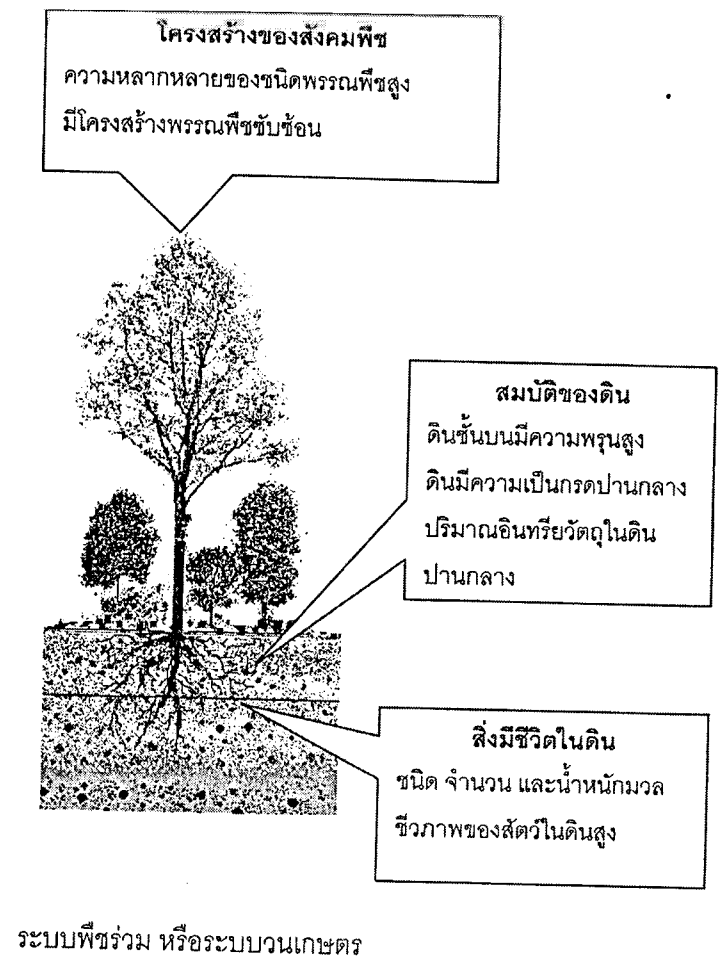 โครงสร้างของสังคมพืช
ความหลากหลายของชนิดพรรณพืชสูง
มีโครงสร้างพรรณพืชซับซ้อน
สมบัติของดิน
ดินชั้นบนมีความพรุนสูง
ดินมีความเป็นกรดปานกลาง
ปริมาณอินทรียวัตถุในดิน
ปานกลาง
สิ่งมีชีวิตในดิน
ชนิด จำนวน และน้ำหนักมวล
ชีวภาพของสัตว์ในดินสูง
ระบบพืชร่วม หรือระบบวนเกษตร